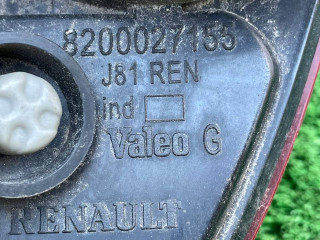 8200027155
J81 REN
ind
Valeo G
RENAULT